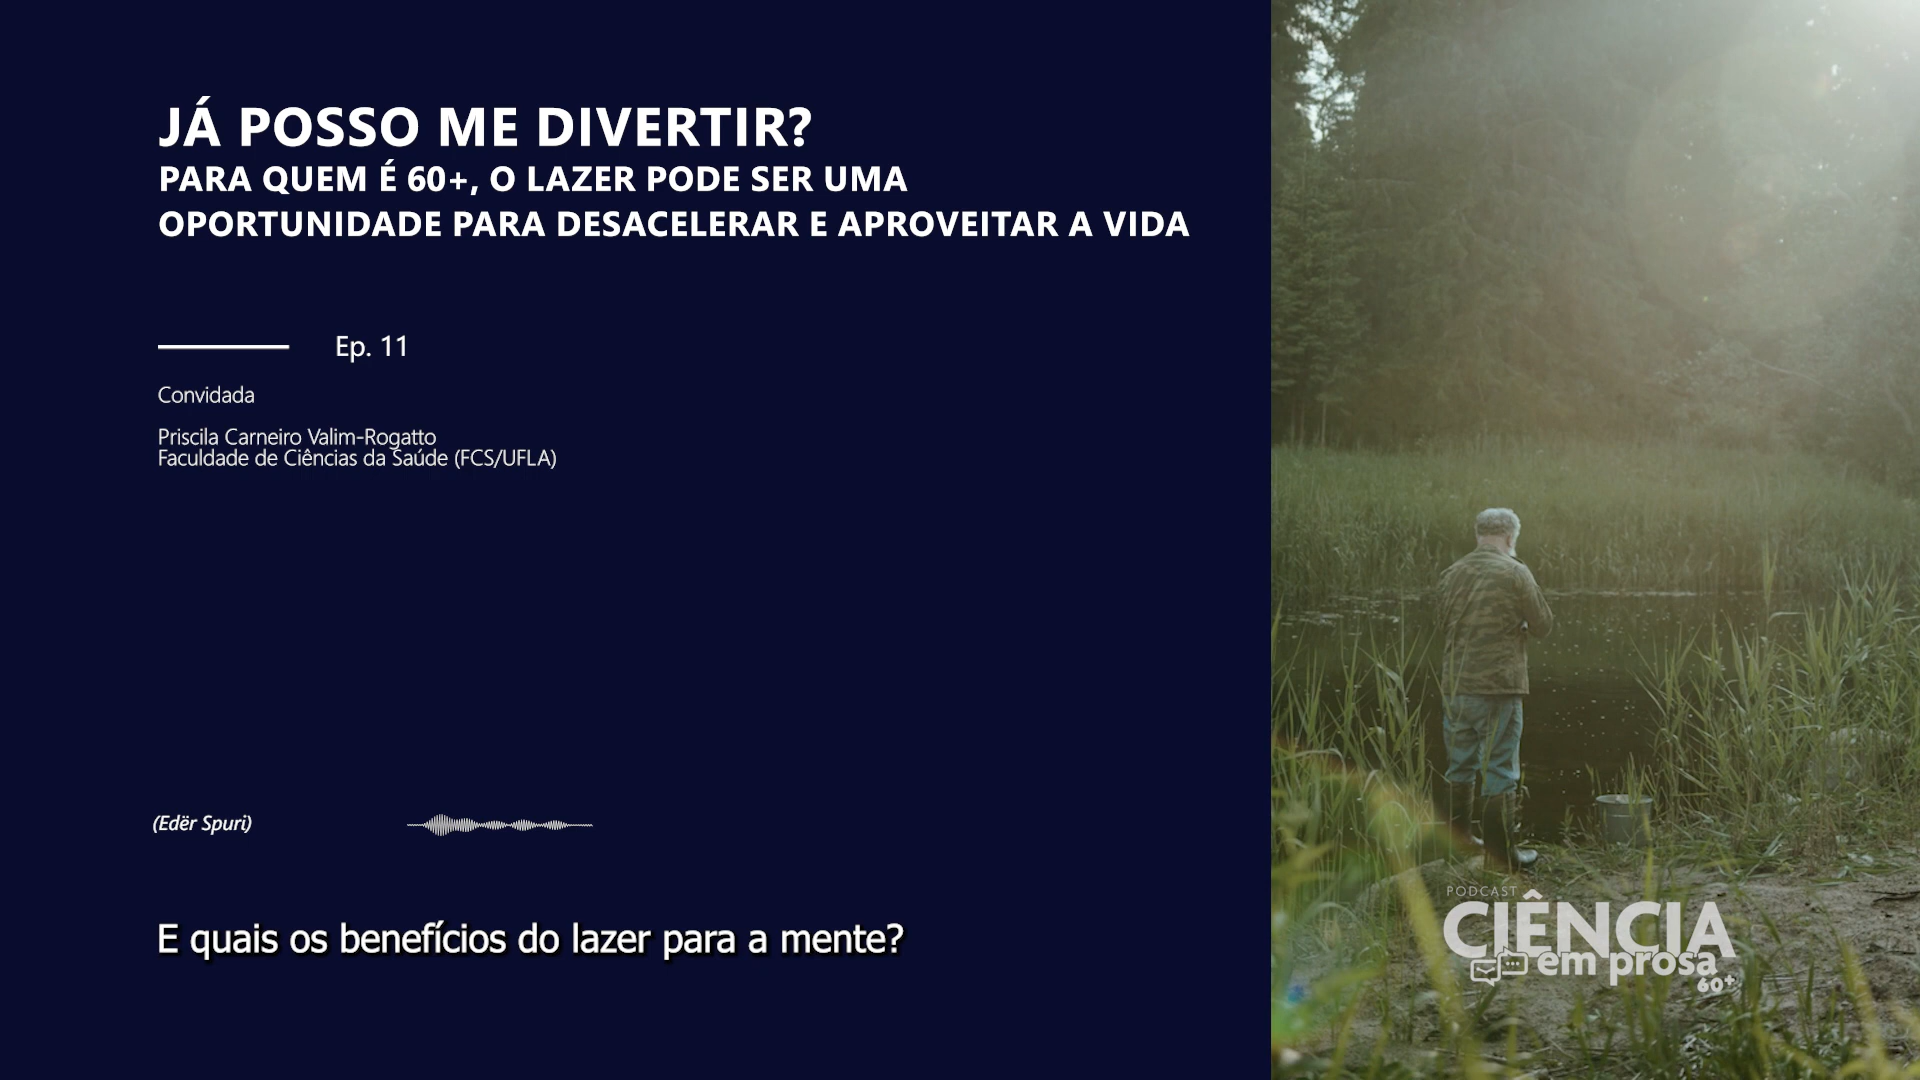 JÁ POSSO ME DIVERTIR?
PARA QUEM É 60+, O LAZER PODE SER UMA
OPORTUNIDADE PARA DESACELERAR E APROVEITAR A VIDA
Ep. 11
Convidada
Priscila Carneiro Valim-Rogatto
Faculdade de Ciências da Saúde (FCS/UFLA)
(Edër Spuri)
E quais os benefícios do lazer para a mente?
PODCAST
CIÊNCIA
em prosa
60+